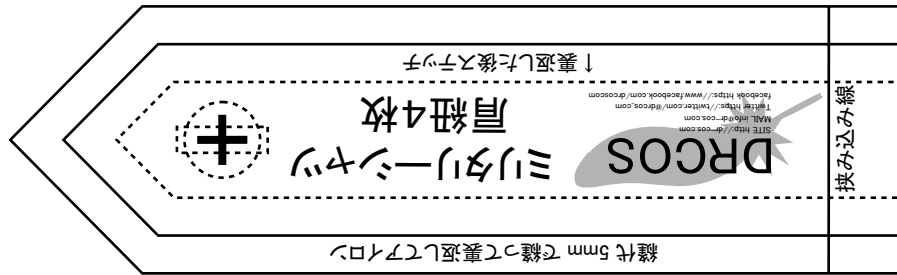 縫代 5mm で縫って裏返してアイロン
ミリタリーシャツ
肩紐4枚
DRCOS
SITE http://dr-cos.com
MAIL info@dr-cos.com
Twitter https://twitter.com/@drcos_com
facebook https://www.facebook.com/drcoscom
↑裏返した後ステッチ
挟み込み線